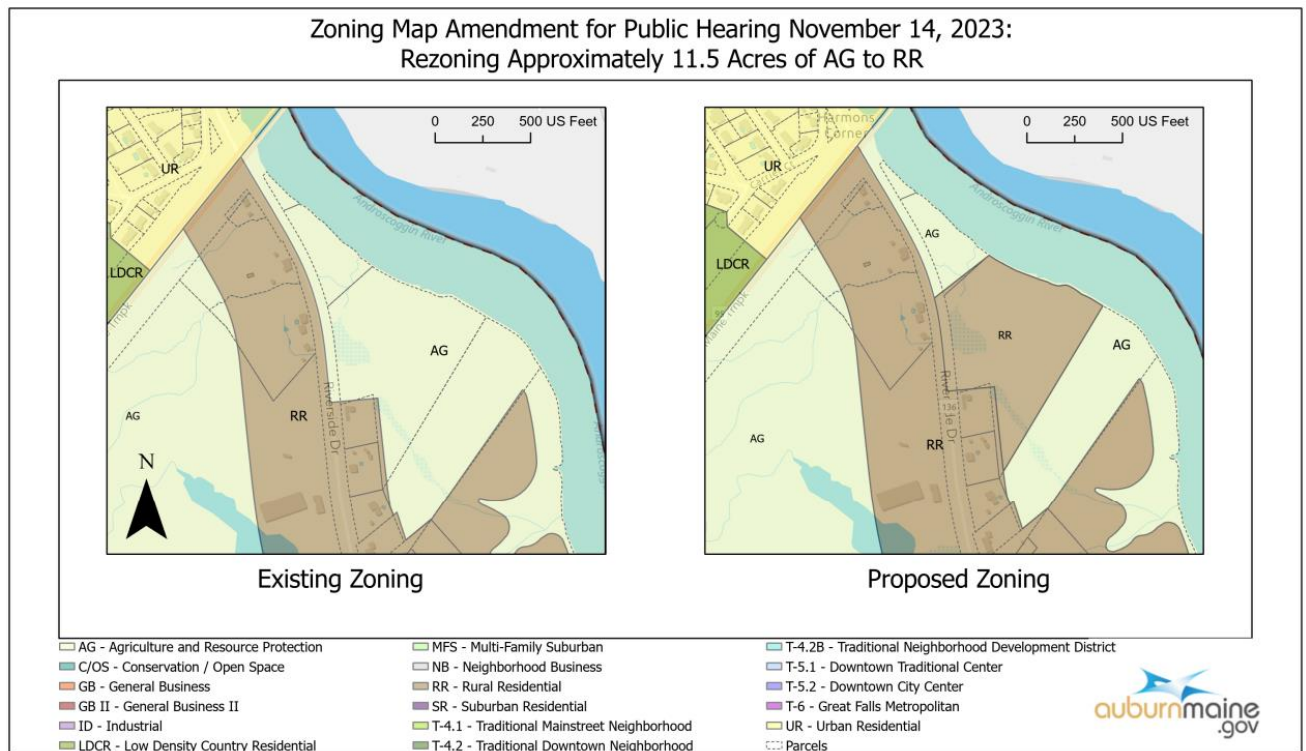 Zoning Map Amendment for Public Hearing November 14, 2023:
Rezoning Approximately 11.5 Acres of AG to RR
0 250 500 US Feet
UR
LDCR
AG
RR
AG
Riverside Dr
Androscoggin River
N
Existing Zoning
0 250 500 US Feet
Harmons
Corner
UR
LDCR
AG
RR
AG
AG
RR
136
Androscoggin River
Proposed Zoning
AG - Agriculture and Resource Protection
C/OS - Conservation / Open Space
GB - General Business
GB II - General Business II
ID - Industrial
LDCR - Low Density Country Residential
MFS - Multi-Family Suburban
NB - Neighborhood Business
RR - Rural Residential
SR - Suburban Residential
T-4.1 - Traditional Mainstreet Neighborhood
T-4.2 - Traditional Downtown Neighborhood
T-4.2B - Traditional Neighborhood Development District
T-5.1 - Downtown Traditional Center
T-5.2 - Downtown City Center
T-6 - Great Falls Metropolitan
UR - Urban Residential
Parcels
auburnmaine
.gov